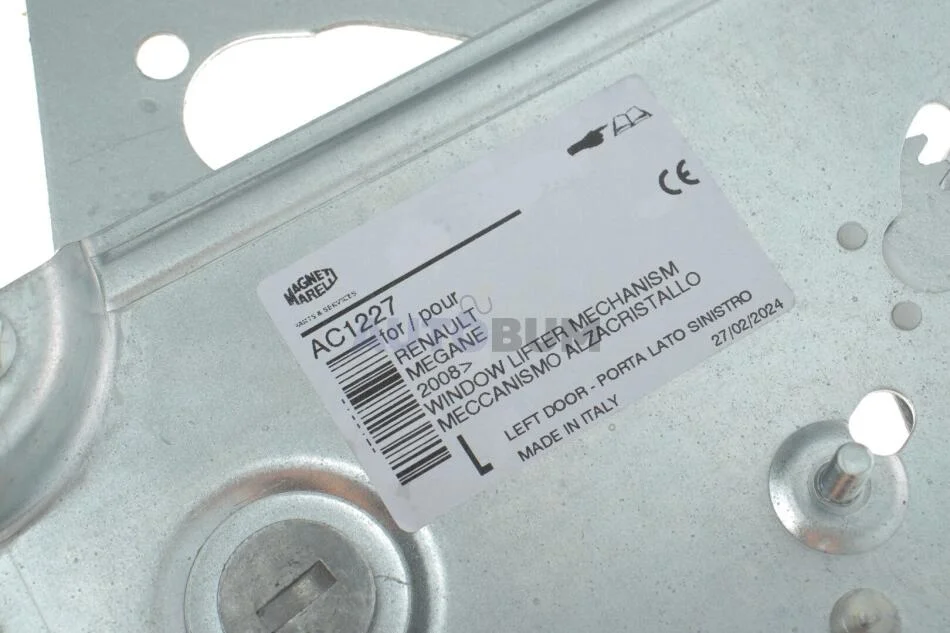 MAGNETI
MARELLI
PARTS & SERVICES
AC1227
for / pour
RENAULT
MEGANE
2008>
WINDOW LIFTER MECHANISM
MECCANISMO ALZACRISTALLO
L
LEFT DOOR - PORTA LATO SINISTRO
MADE IN ITALY
27/02/2024
CE
AUTOBUM